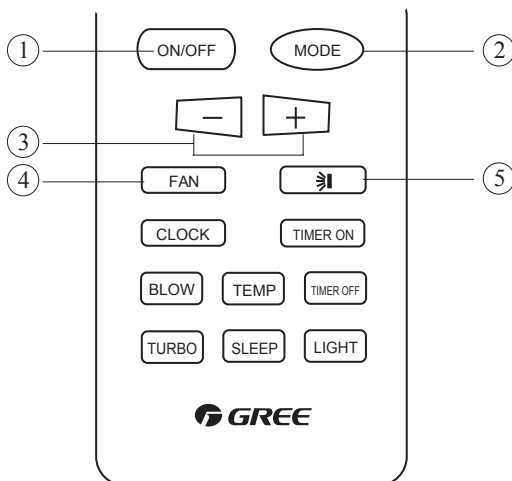 ① ON/OFF MODE ②
− +
③
④ FAN ⑤
CLOCK TIMER ON
BLOW TEMP TIMER OFF
TURBO SLEEP LIGHT
GREE